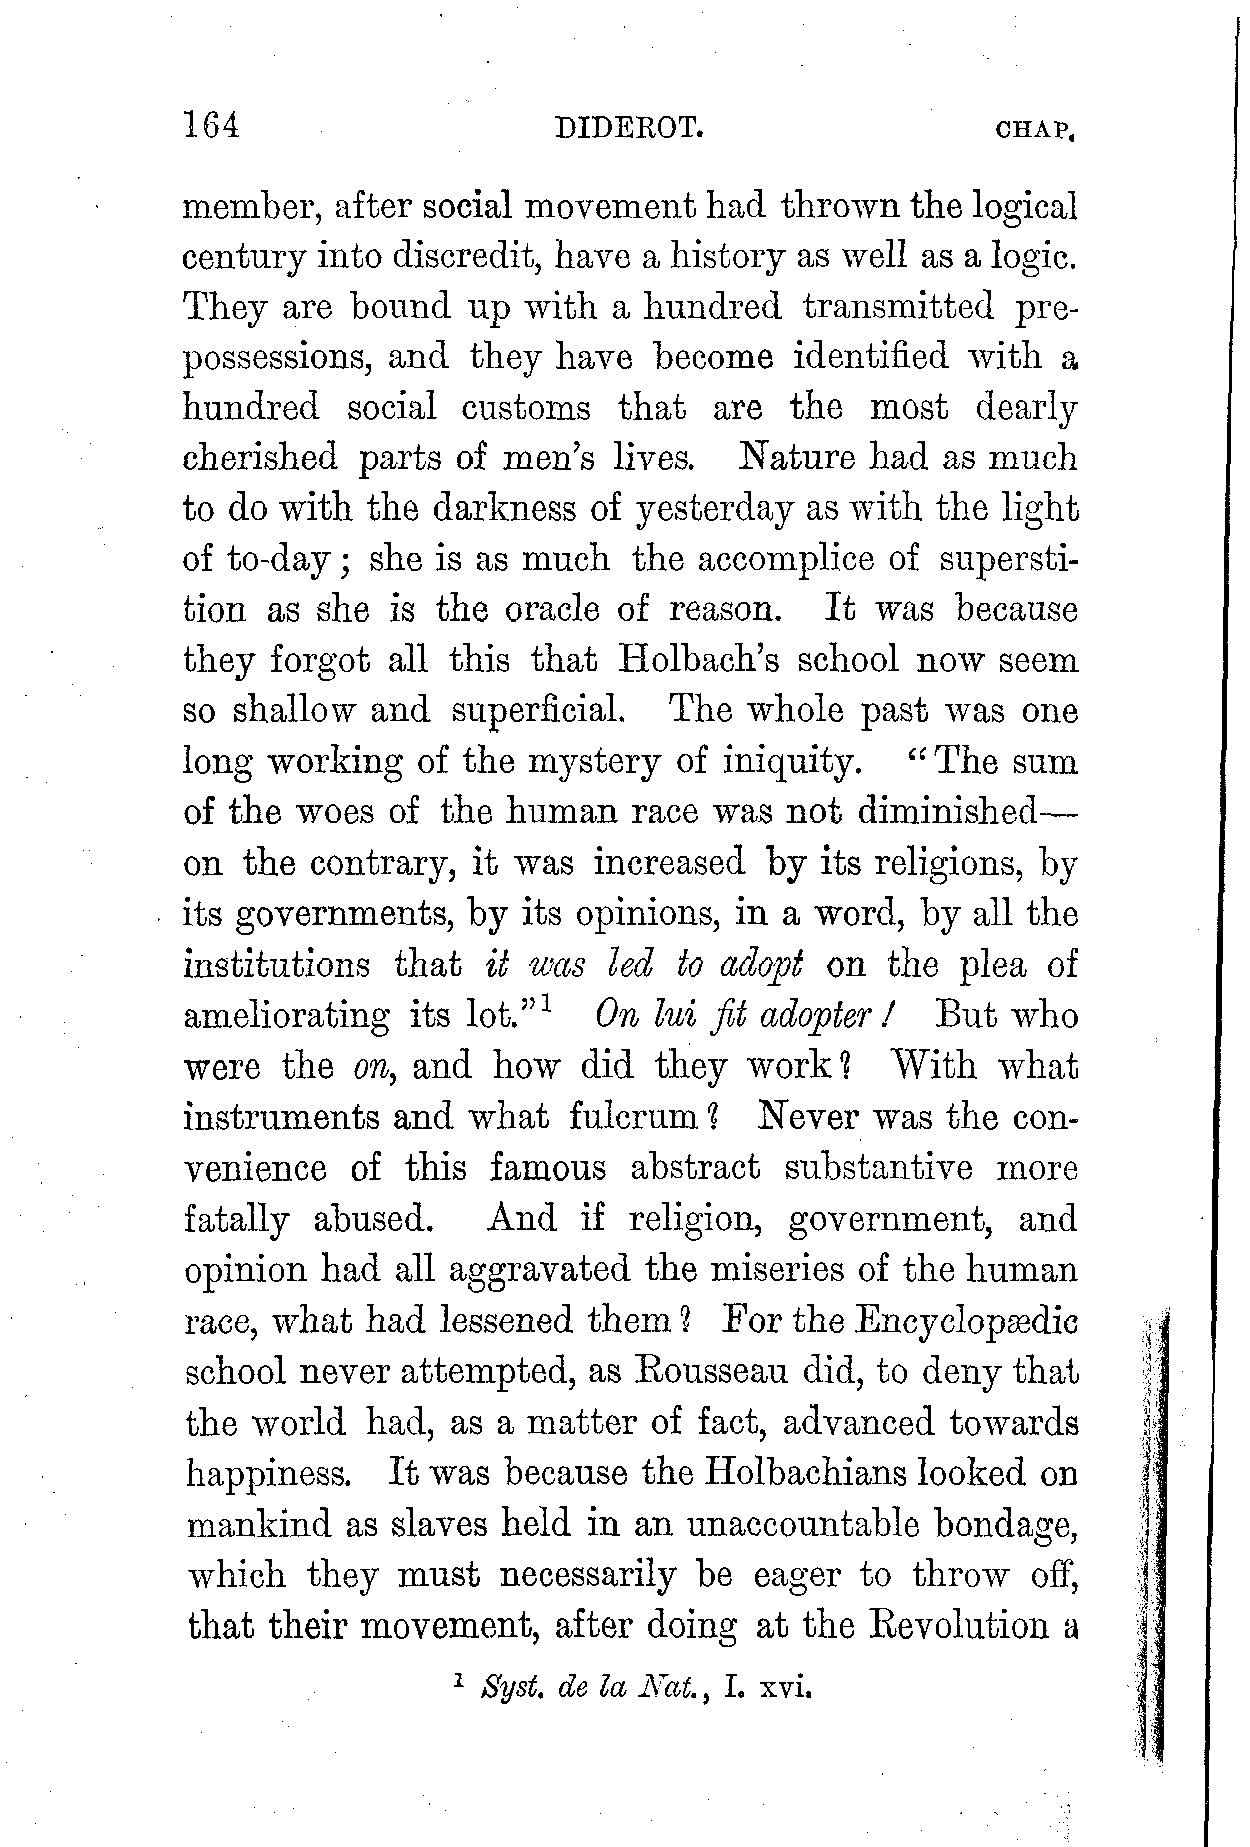 164 DIDEROT. CHAP.
member, after social movement had thrown the logical
century into discredit, have a history as well as a logic.
They are bound up with a hundred transmitted pre-
possessions, and they have become identified with a
hundred social customs that are the most dearly
cherished parts of men's lives. Nature had as much
to do with the darkness of yesterday as with the light
of to-day; she is as much the accomplice of supersti-
tion as she is the oracle of reason. It was because
they forgot all this that Holbach's school now seem
so shallow and superficial. The whole past was one
long working of the mystery of iniquity. "The sum
of the woes of the human race was not diminished—
on the contrary, it was increased by its religions, by
its governments, by its opinions, in a word, by all the
institutions that it was led to adopt on the plea of
ameliorating its lot."¹ On lui fit adopter! But who
were the on, and how did they work? With what
instruments and what fulcrum? Never was the con-
venience of this famous abstract substantive more
fatally abused. And if religion, government, and
opinion had all aggravated the miseries of the human
race, what had lessened them? For the Encyclopædic
school never attempted, as Rousseau did, to deny that
the world had, as a matter of fact, advanced towards
happiness. It was because the Holbachians looked on
mankind as slaves held in an unaccountable bondage,
which they must necessarily be eager to throw off,
that their movement, after doing at the Revolution a
¹ Syst. de la Nat., I. xvi.